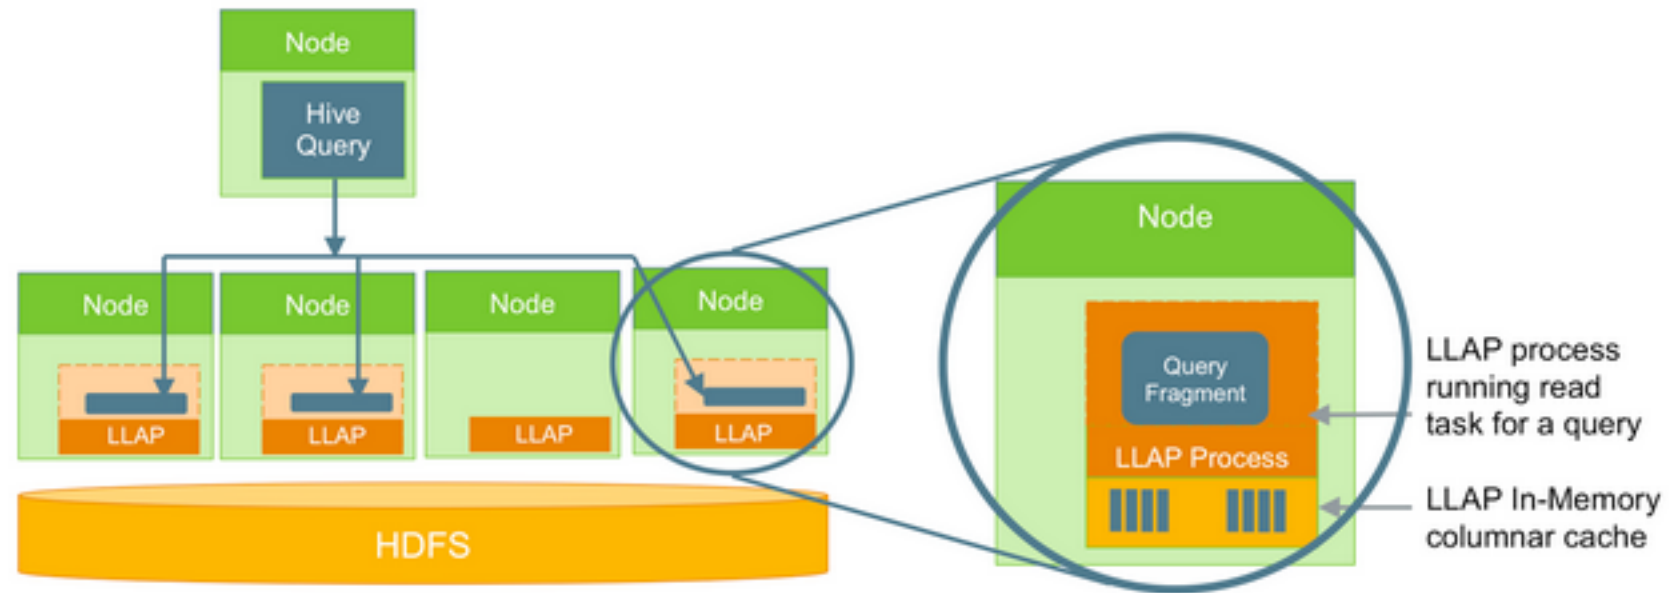 Node
Hive
Query
Node
Node
Node
Node
LLAP
LLAP
LLAP
LLAP
HDFS
Node
Query
Fragment
LLAP Process
LLAP process
running read
task for a query
LLAP In-Memory
columnar cache